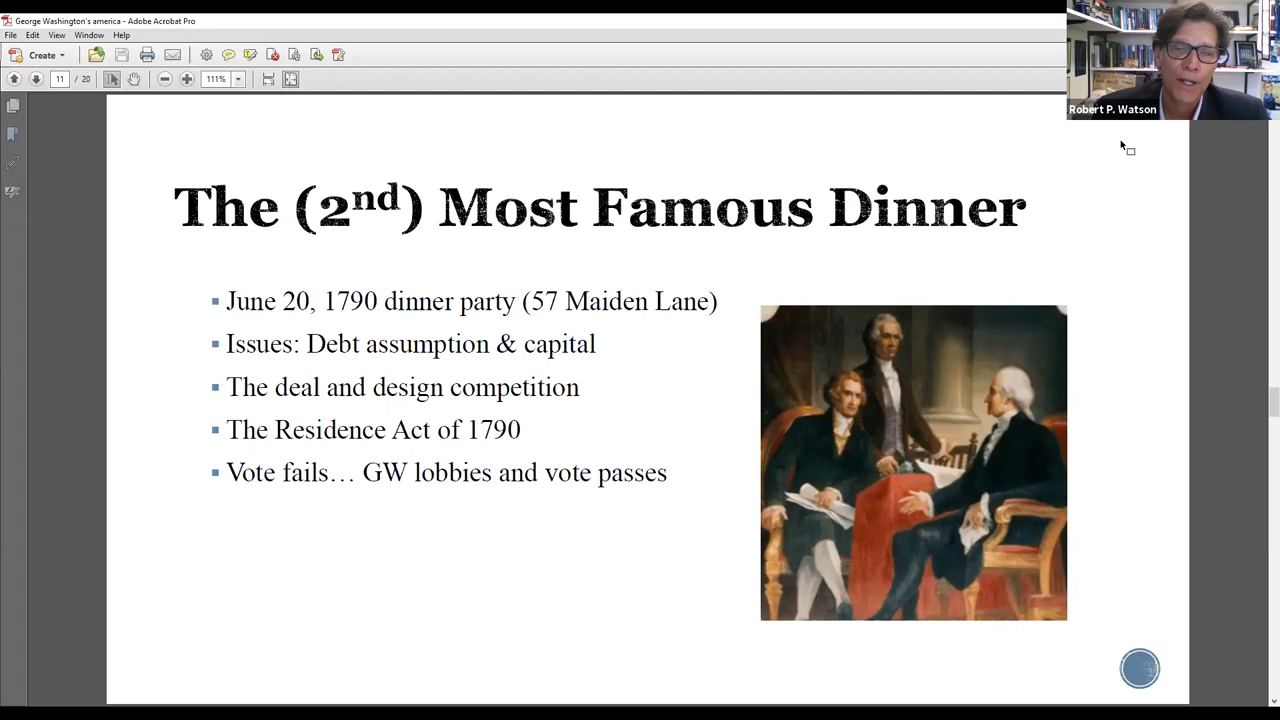 George Washington's america - Adobe Acrobat Pro
File Edit View Window Help
Create
11 / 20
111%
Robert P. Watson
The (2nd) Most Famous Dinner
▪ June 20, 1790 dinner party (57 Maiden Lane)
▪ Issues: Debt assumption & capital
▪ The deal and design competition
▪ The Residence Act of 1790
▪ Vote fails… GW lobbies and vote passes